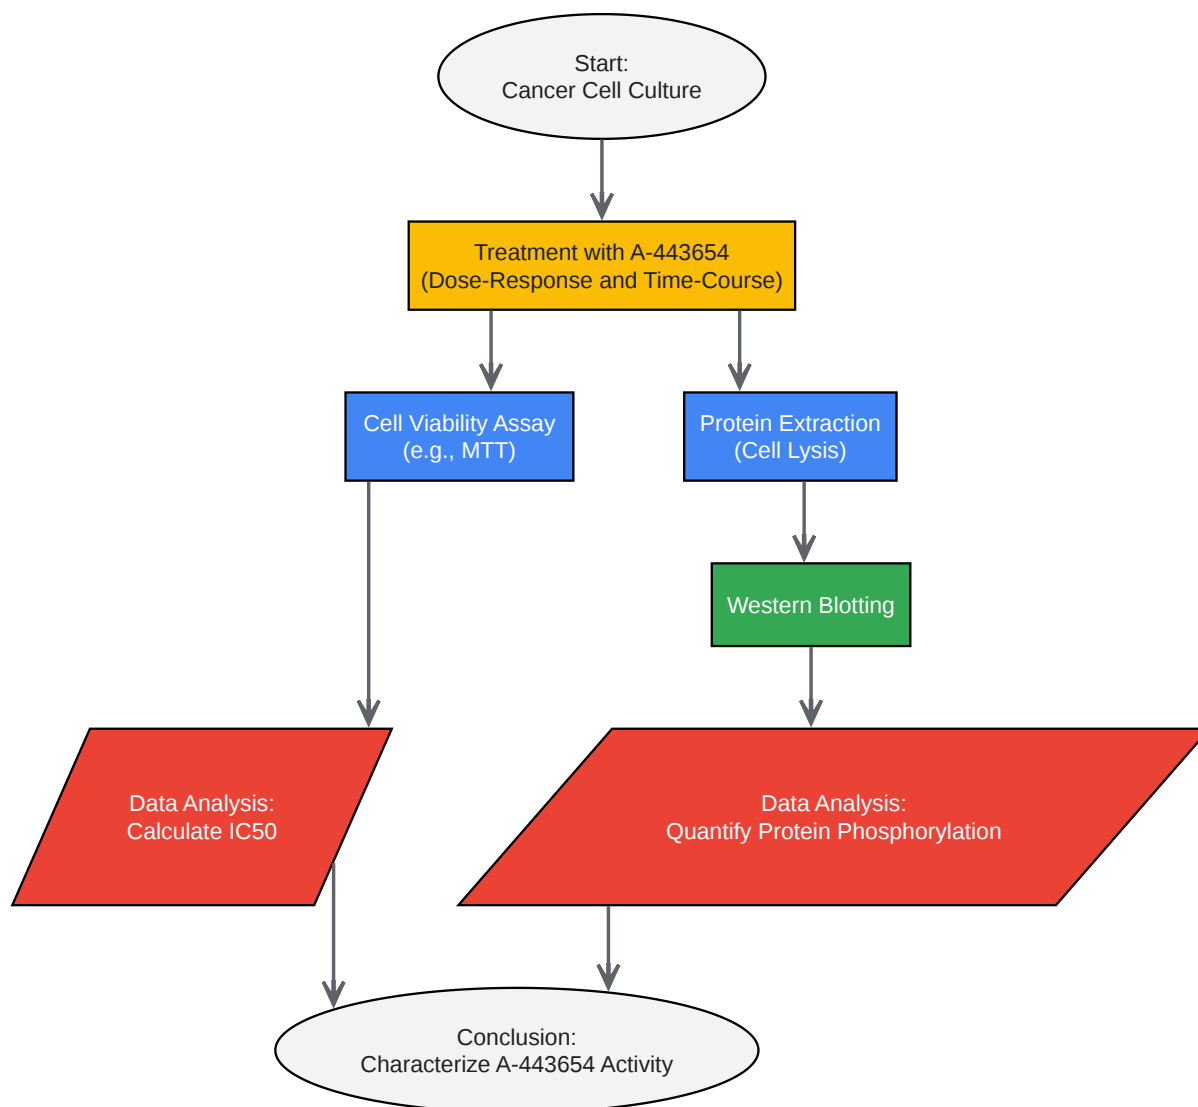 Start:
Cancer Cell Culture
Treatment with A-443654
(Dose-Response and Time-Course)
Cell Viability Assay
(e.g., MTT)
Protein Extraction
(Cell Lysis)
Western Blotting
Data Analysis:
Calculate IC50
Data Analysis:
Quantify Protein Phosphorylation
Conclusion:
Characterize A-443654 Activity